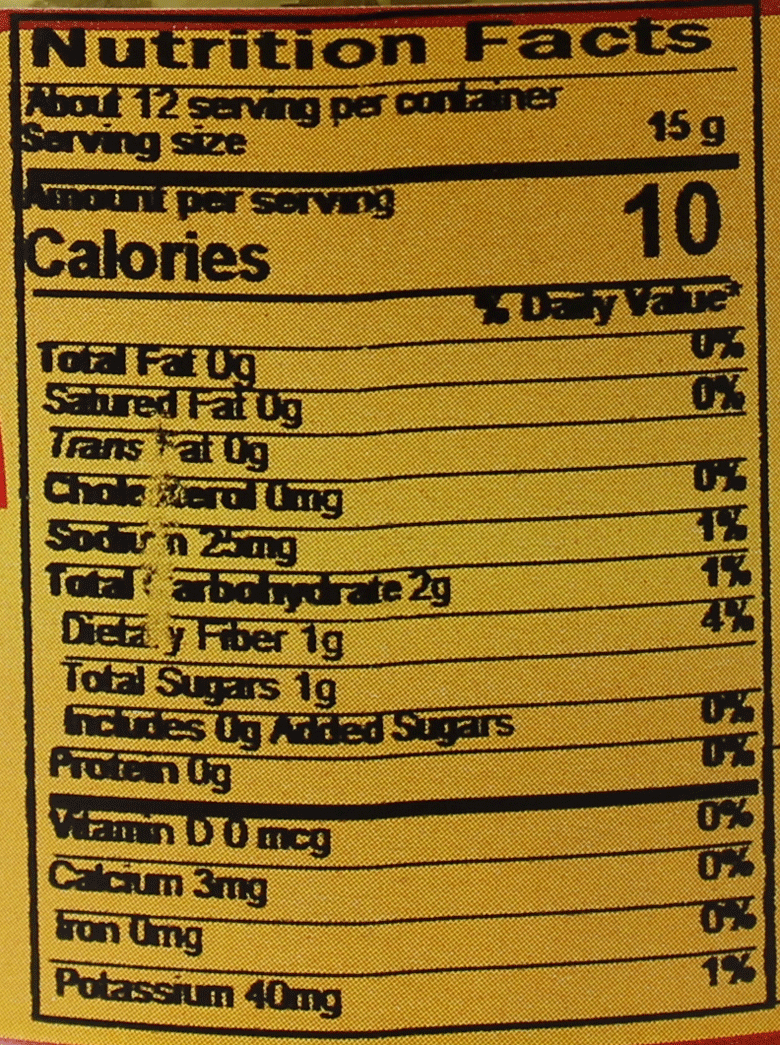 Nutrition Facts
About 12 serving per container
Serving size 15 g
Amount per serving
Calories 10
% Daily Value*
Total Fat 0g 0%
Satured Fat 0g 0%
Trans Fat 0g
Cholesterol 0mg 0%
Sodium 25mg 1%
Total Carbohydrate 2g 1%
Dietary Fiber 1g 4%
Total Sugars 1g
Includes 0g Added Sugars 0%
Protein 0g 0%
Vitamin D 0 mcg 0%
Calcium 3mg 0%
Iron 0mg 0%
Potassium 40mg 1%